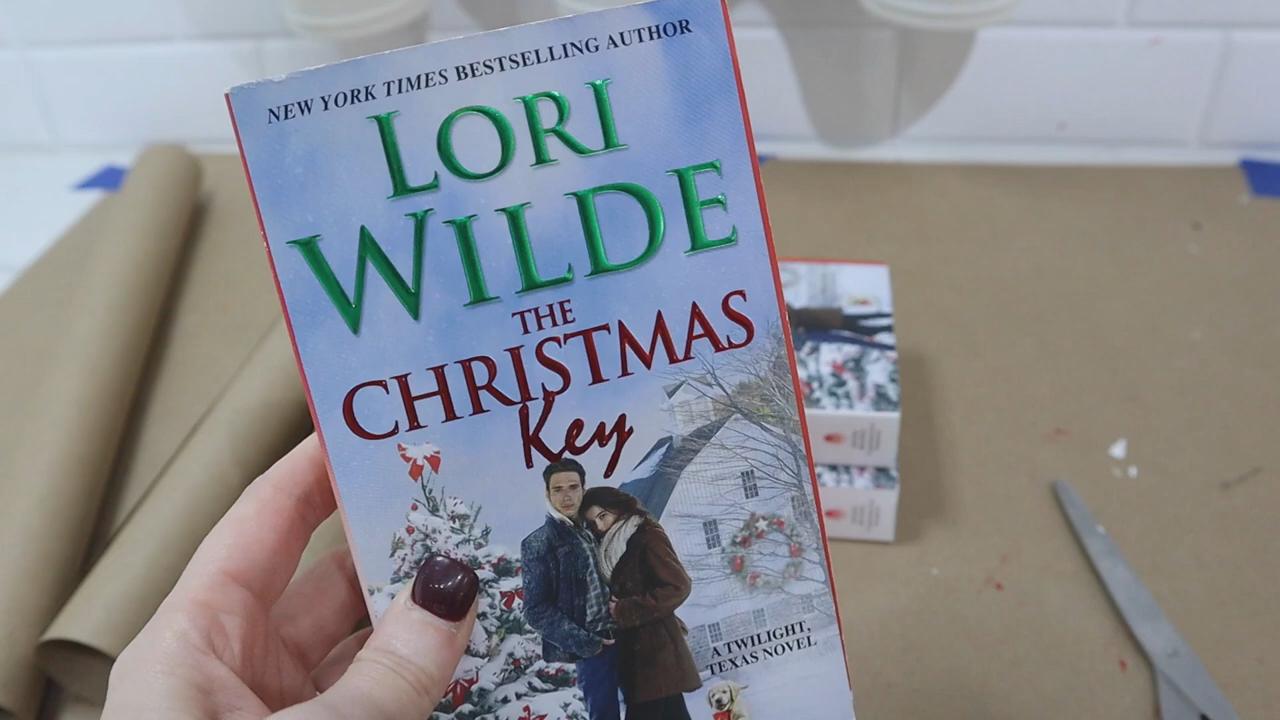 NEW YORK TIMES BESTSELLING AUTHOR
LORI
WILDE
THE
CHRISTMAS
Key
A TWILIGHT,
TEXAS NOVEL